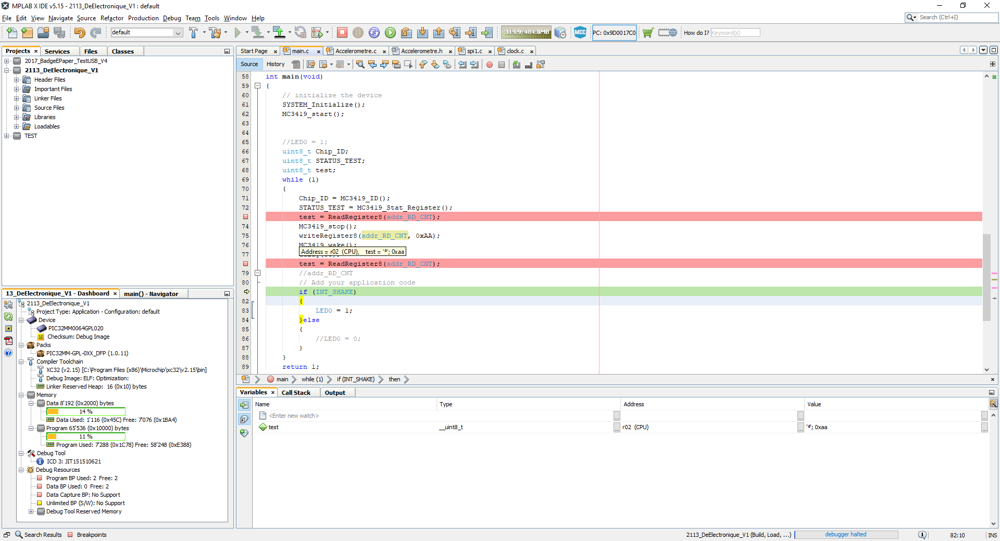 MPLAB X IDE v5.15 - 2113_DeElectronique_V1 : default
File Edit View Navigate Source Refactor Production Debug Team Tools Window Help
Search (Ctrl+I)
default
319.9/484.8MB
MCC
PC: 0x9D0017C0
How do I?
Keyword(s)
Projects
Services
Files
Classes
2017_BadgeEPaper_TestUSB_V4
2113_DeElectronique_V1
Header Files
Important Files
Linker Files
Source Files
Libraries
Loadables
TEST
Start Page
main.c
Accelerometre.c
Accelerometre.h
spi1.c
clock.c
Source
History
58 int main(void)
59 {
60 // initialize the device
61 SYSTEM_Initialize();
62 MC3419_start();
63
64
65 //LED0 = 1;
66 uint8_t Chip_ID;
67 uint8_t STATUS_TEST;
68 uint8_t test;
69 while (1)
70 {
71 Chip_ID = MC3419_ID();
72 STATUS_TEST = MC3419_Stat_Register();
test = ReadRegister8(addr_RD_CNT);
74 MC3419_stop();
75 writeRegister8(addr_RD_CNT, 0xAA);
76 MC3419_wake();
Address = r02 (CPU), test = 'ª'; 0xaa
77
test = ReadRegister8(addr_RD_CNT);
79 //addr_RD_CNT
80 // Add your application code
if (INT_SHAKE)
82 {
83 LED0 = 1;
84 }else
85 {
86 //LED0 = 0;
87 }
88 }
89 return 1;
main
while (1)
if (INT_SHAKE)
then
13_DeElectronique_V1 - Dashboard
main() - Navigator
2113_DeElectronique_V1
Project Type: Application - Configuration: default
Device
PIC32MM0064GPL020
Checksum: Debug Image
Packs
PIC32MM-GPL-0XX_DFP (1.0.11)
Compiler Toolchain
XC32 (v2.15) [C:\Program Files (x86)\Microchip\xc32\v2.15\bin]
Debug Image: ELF: Optimization:
Linker Reserved Heap: 16 (0x10) bytes
Memory
Data 8'192 (0x2000) bytes
14 %
Data Used: 1'116 (0x45C) Free: 7'076 (0x1BA4)
Program 65'536 (0x10000) bytes
11 %
Program Used: 7'288 (0x1C78) Free: 58'248 (0xE388)
Debug Tool
ICD 3: JIT151510621
Debug Resources
Program BP Used: 2 Free: 2
Data BP Used: 0 Free: 2
Data Capture BP: No Support
Unlimited BP (S/W): No Support
Debug Tool Reserved Memory
Variables
Call Stack
Output
Name Type Address Value
<Enter new watch>
test __uint8_t r02 (CPU) 'ª'; 0xaa
Search Results
Breakpoints
2113_DeElectronique_V1 (Build, Load, ...)
debugger halted
1
82:10
INS